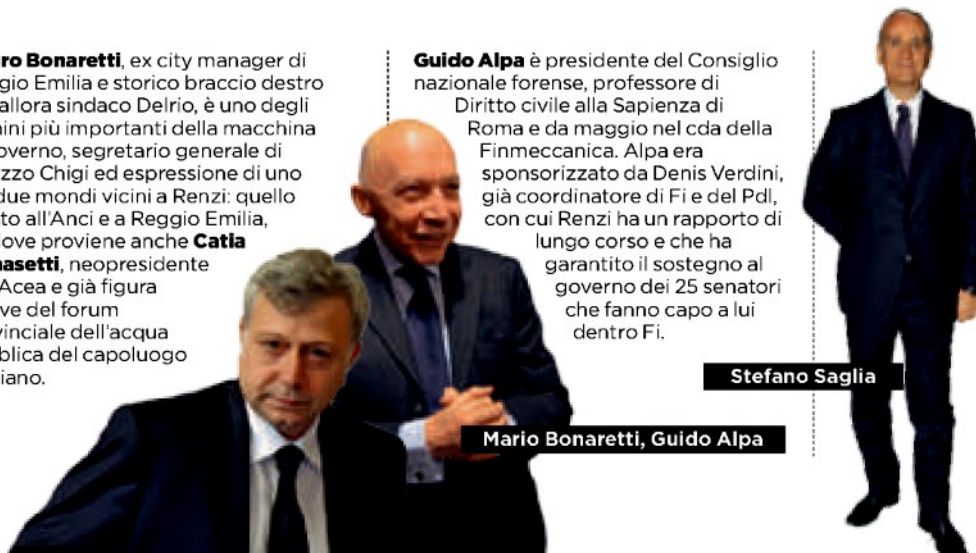 ro Bonaretti, ex city manager di
gio Emilia e storico braccio destro
allora sindaco Delrio, è uno degli
ini più importanti della macchina
overno, segretario generale di
zzo Chigi ed espressione di uno
due mondi vicini a Renzi: quello
to all'Anci e a Reggio Emilia,
love proviene anche Catia
nasetti, neopresidente
Acea e già figura
ve del forum
vinciale dell'acqua
blica del capoluogo
iano.
Guido Alpa è presidente del Consiglio
nazionale forense, professore di
Diritto civile alla Sapienza di
Roma e da maggio nel cda della
Finmeccanica. Alpa era
sponsorizzato da Denis Verdini,
già coordinatore di Fi e del Pdl,
con cui Renzi ha un rapporto di
lungo corso e che ha
garantito il sostegno al
governo dei 25 senatori
che fanno capo a lui
dentro Fi.
Stefano Saglia
Mario Bonaretti, Guido Alpa